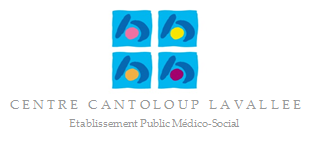 CENTRE CANTOLOUP LAVALLEE
Etablissement Public Médico-Social